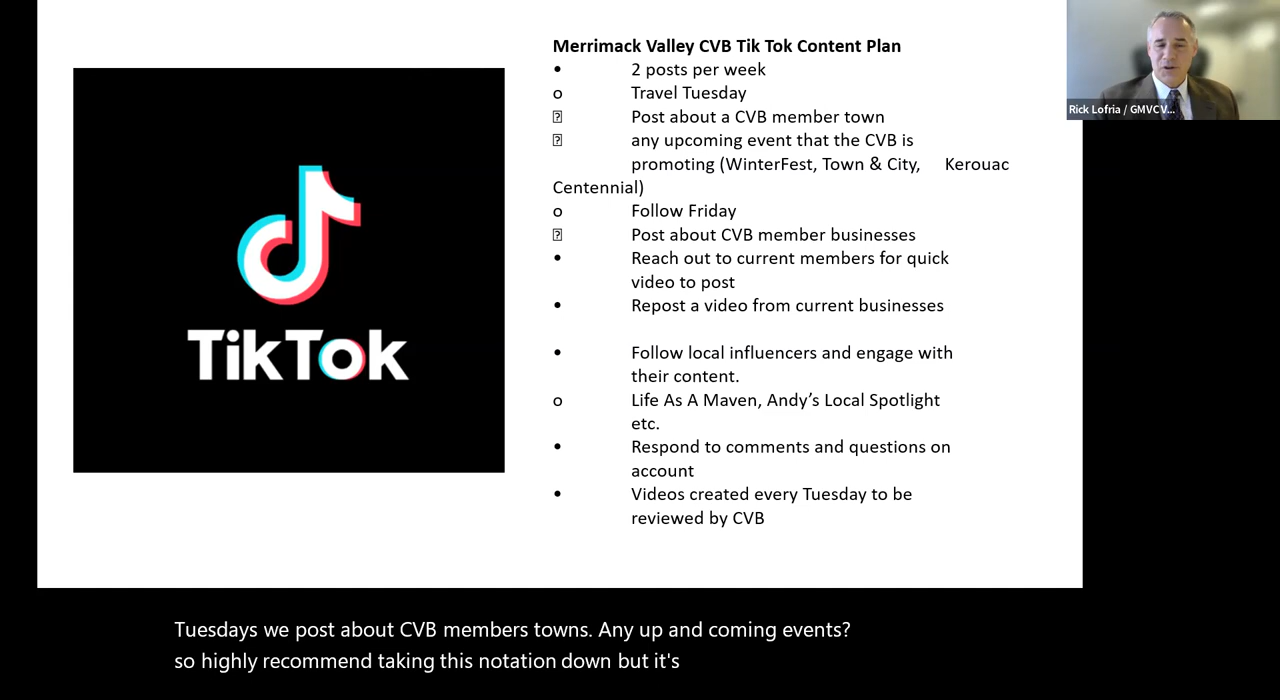 Merrimack Valley CVB Tik Tok Content Plan
• 2 posts per week
o Travel Tuesday
⍰ Post about a CVB member town
⍰ any upcoming event that the CVB is
promoting (WinterFest, Town & City, Kerouac
Centennial)
o Follow Friday
⍰ Post about CVB member businesses
• Reach out to current members for quick
video to post
• Repost a video from current businesses
• Follow local influencers and engage with
their content.
o Life As A Maven, Andy’s Local Spotlight
etc.
• Respond to comments and questions on
account
• Videos created every Tuesday to be
reviewed by CVB
TikTok
Rick Lofria / GMVCV...
Tuesdays we post about CVB members towns. Any up and coming events?
so highly recommend taking this notation down but it's